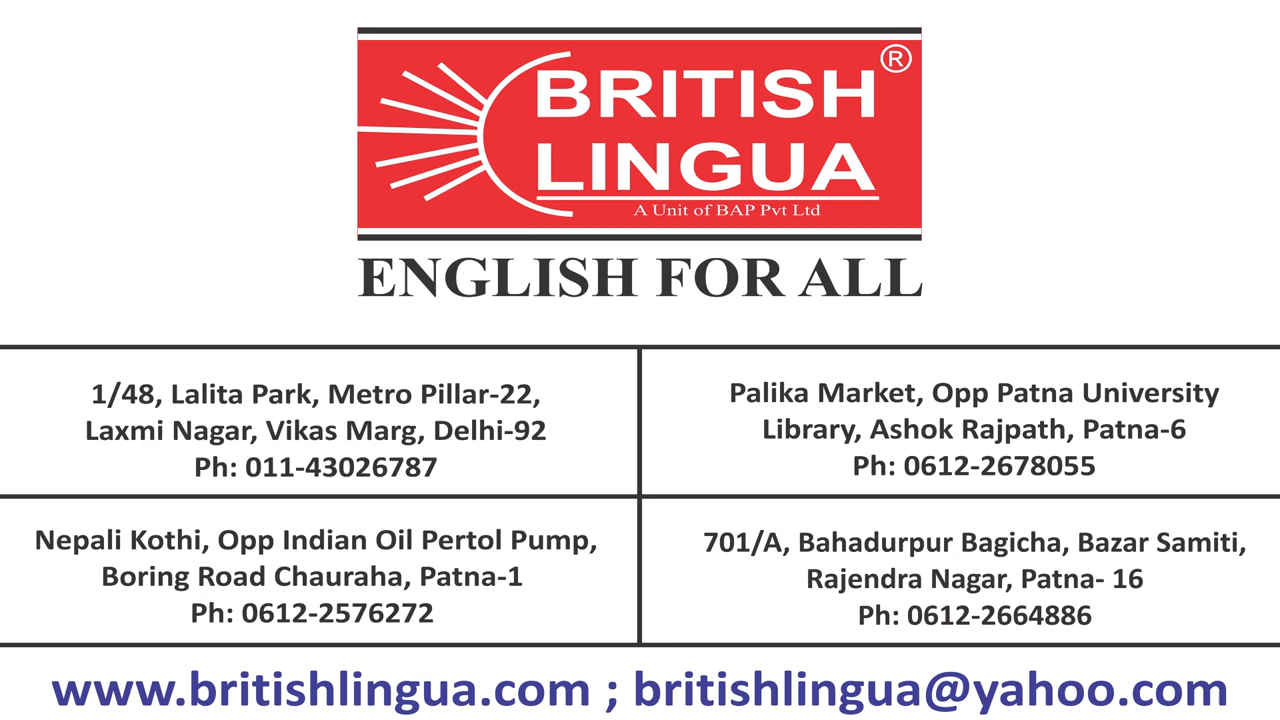 BRITISH ®
LINGUA
A Unit of BAP Pvt Ltd
ENGLISH FOR ALL
1/48, Lalita Park, Metro Pillar-22,
Laxmi Nagar, Vikas Marg, Delhi-92
Ph: 011-43026787
Palika Market, Opp Patna University
Library, Ashok Rajpath, Patna-6
Ph: 0612-2678055
Nepali Kothi, Opp Indian Oil Pertol Pump,
Boring Road Chauraha, Patna-1
Ph: 0612-2576272
701/A, Bahadurpur Bagicha, Bazar Samiti,
Rajendra Nagar, Patna- 16
Ph: 0612-2664886
www.britishlingua.com ; britishlingua@yahoo.com